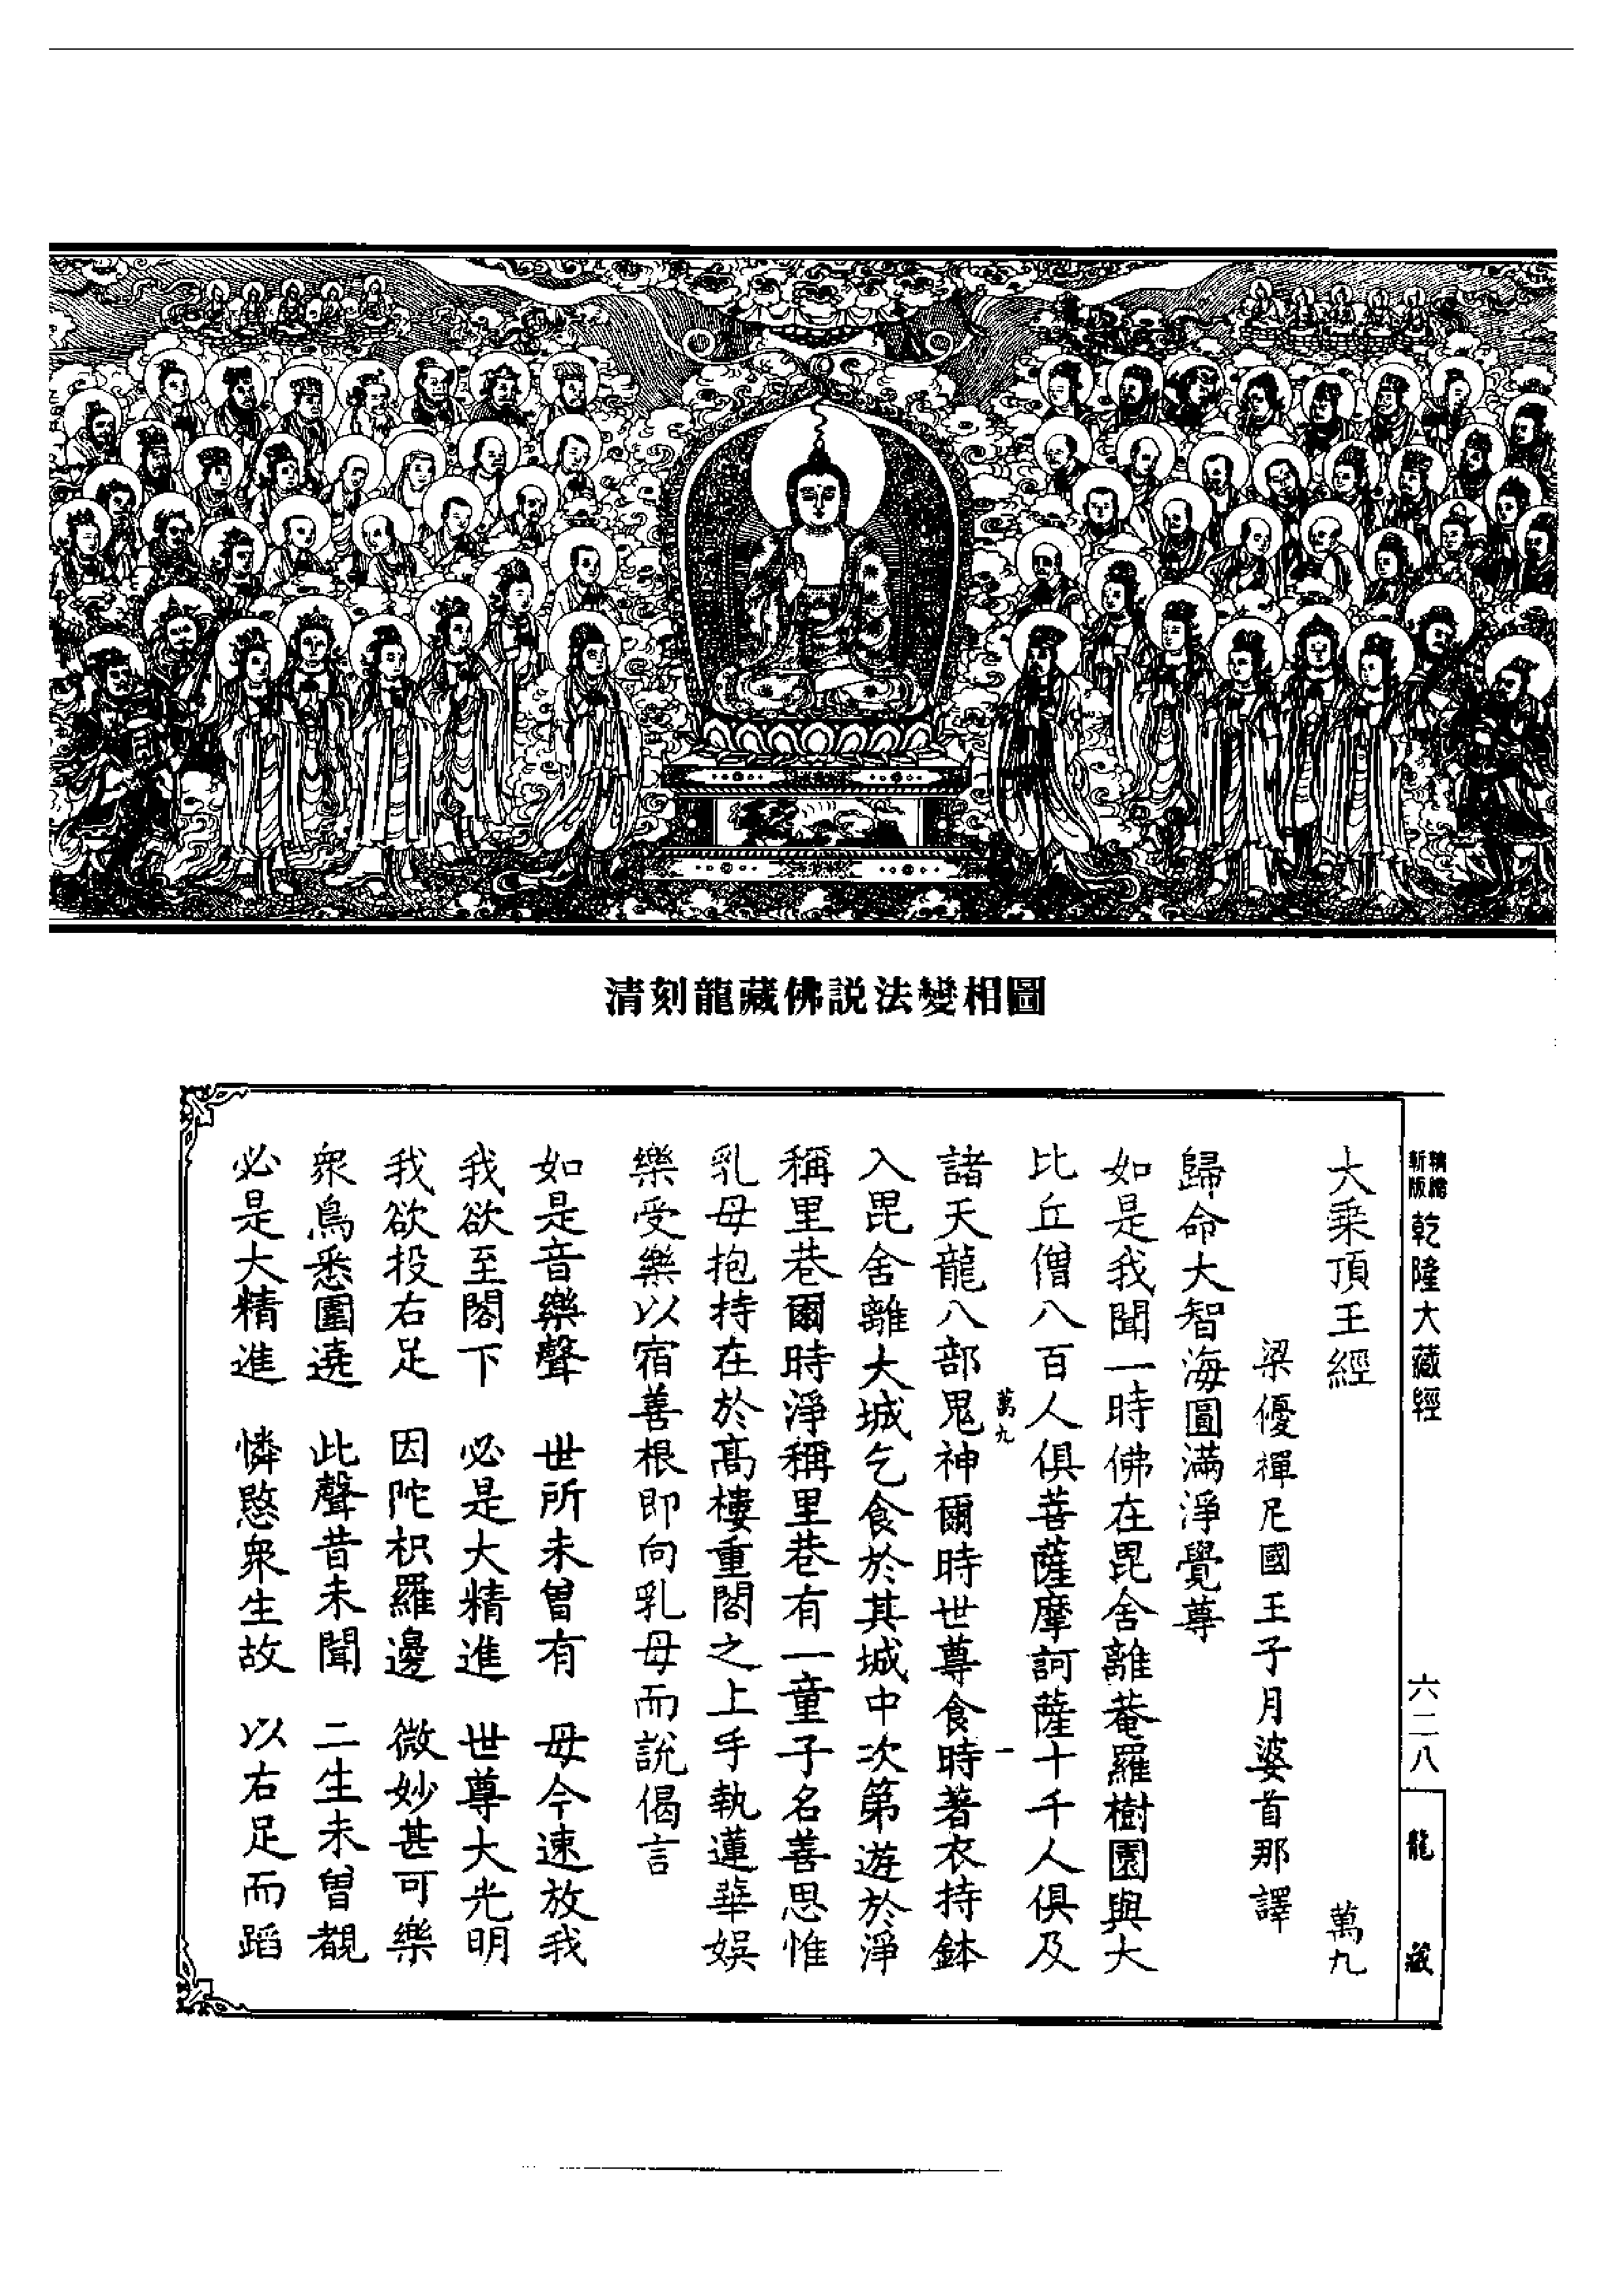 清刻龍藏佛説法變相圖
新版
精縮
乾隆大藏經
六二八
龍藏
大乗頂王經 萬九
梁優禪尼國王子月婆首那譯
歸命大智海圓滿淨覺尊
如是我聞一時佛在毘舍離菴羅樹園與大
比丘僧八百人俱菩薩摩訶薩十千人俱及
萬九 一
諸天龍八部鬼神爾時世尊食時著衣持鉢
入毘舍離大城乞食於其城中次第遊於淨
稱里巷爾時淨稱里巷有一童子名善思惟
乳母抱持在於髙樓重閣之上手執蓮華娱
樂受樂以宿善根即向乳母而説偈言
如是音樂聲 世所未曽有 母今速放我
我欲至閣下 必是大精進 世尊大光明
我欲投右足 因陀枳羅邊 微妙甚可樂
衆鳥悉圍遶 此聲昔未聞 二生未曽覩
必是大精進 憐愍衆生故 以右足而蹈